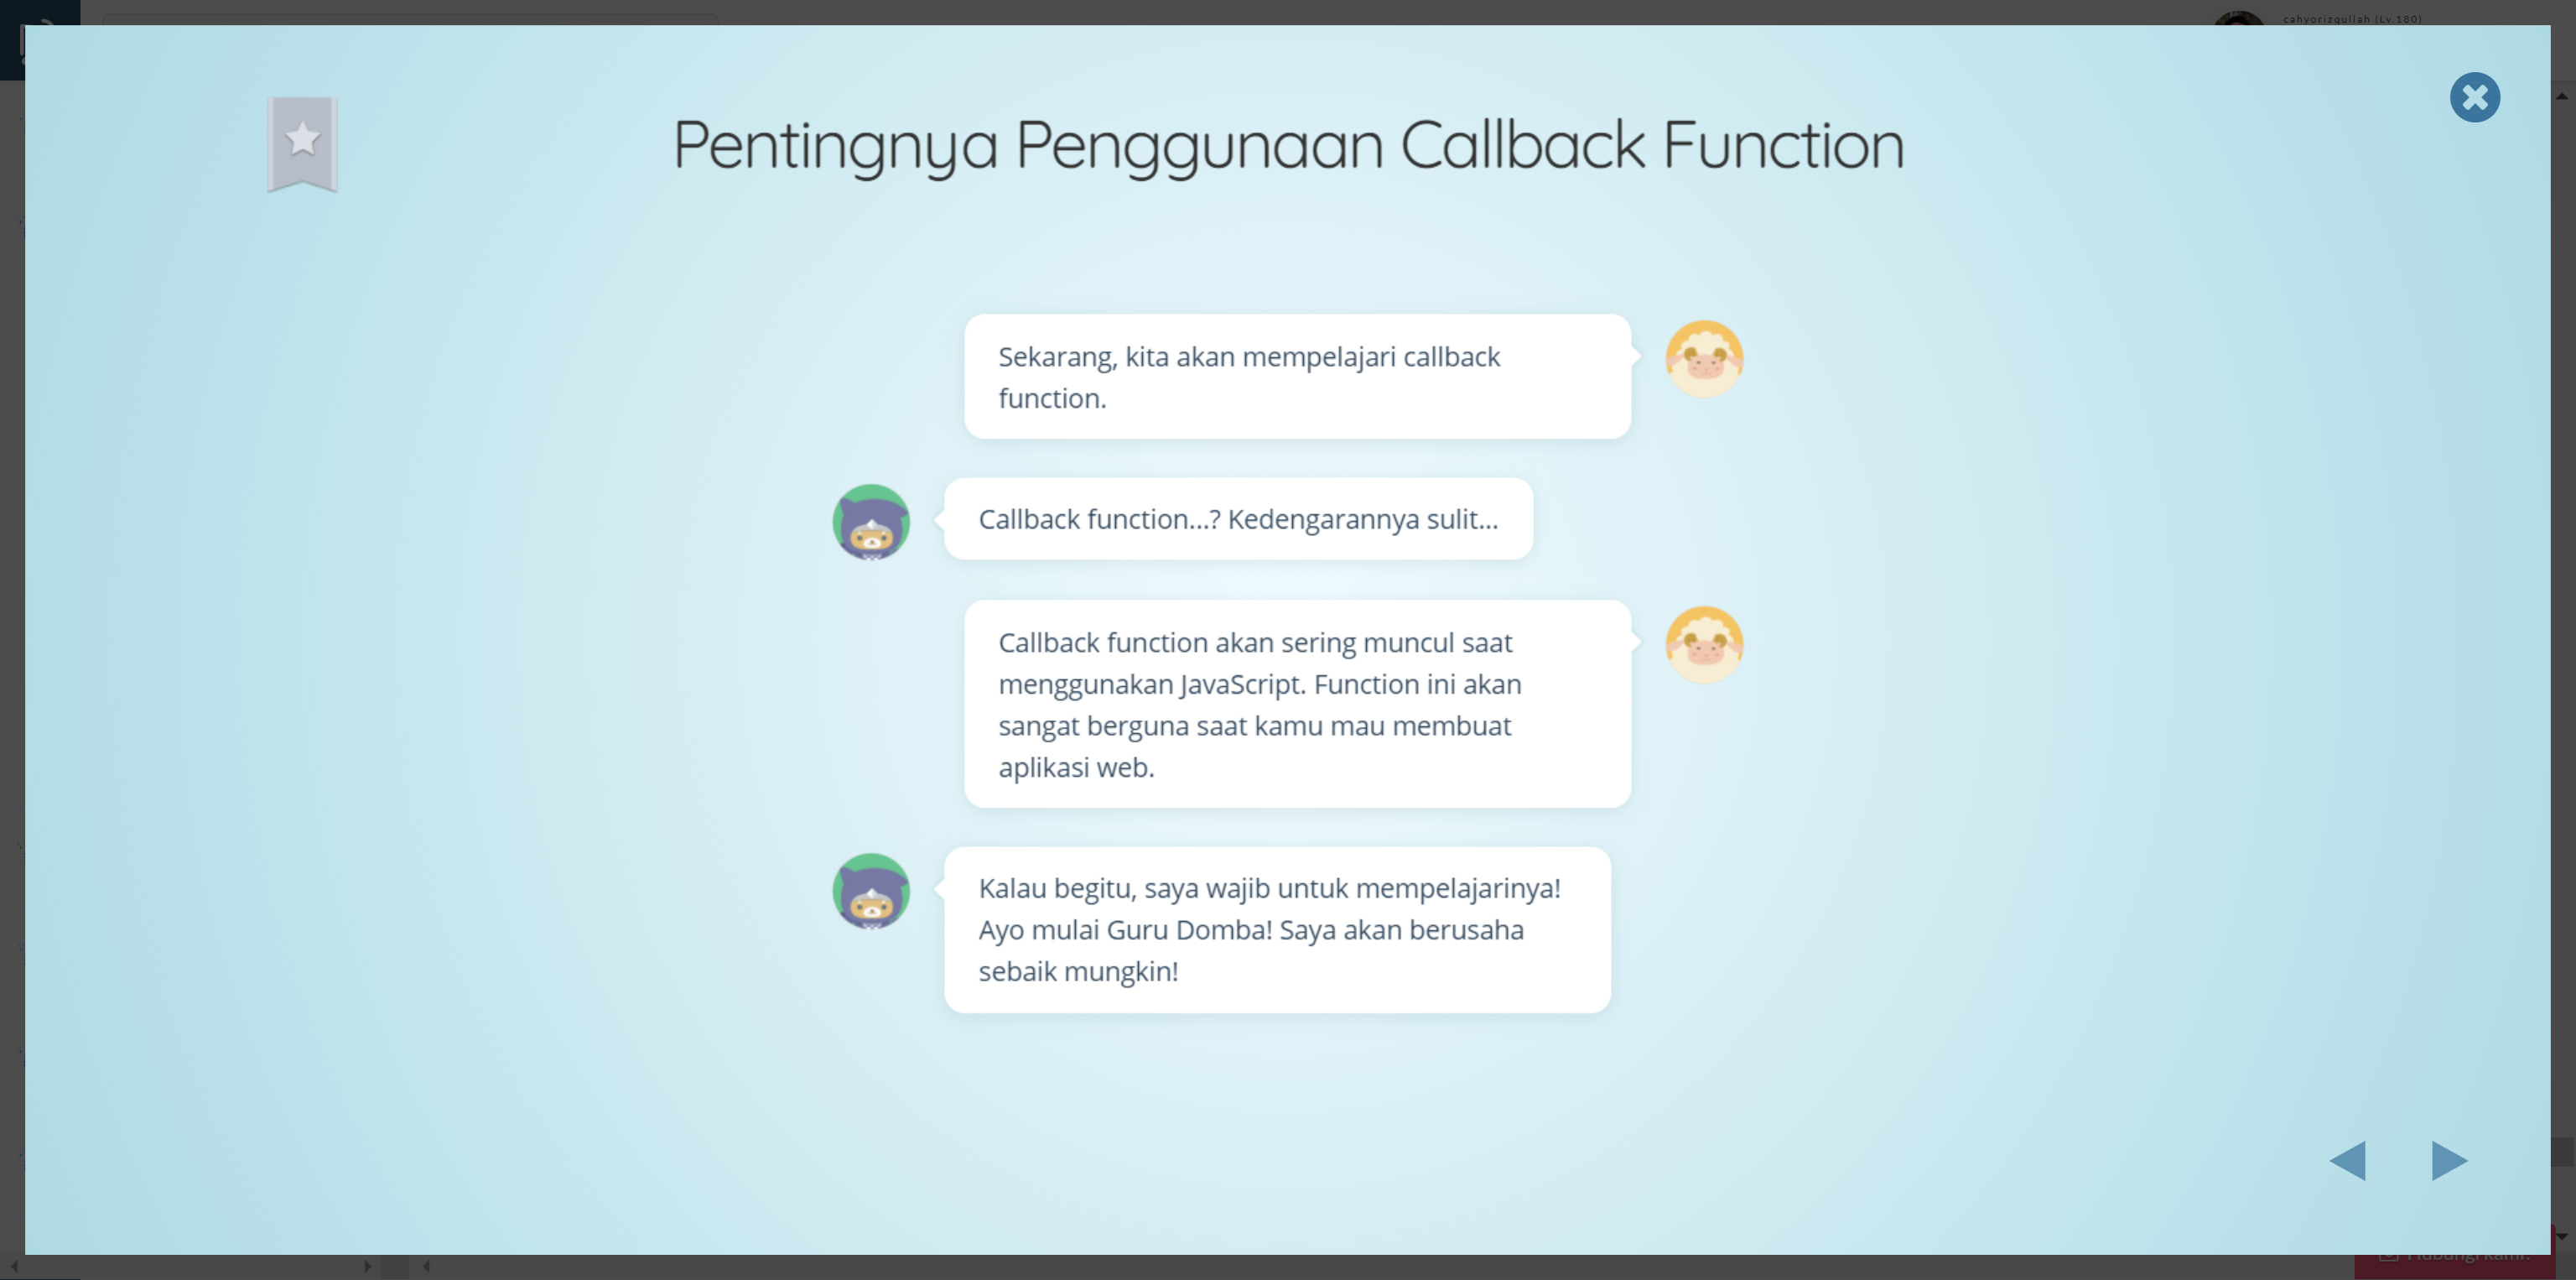 cahyorizqullah (Lv.180)
Pentingnya Penggunaan Callback Function
Sekarang, kita akan mempelajari callback
function.
Callback function...? Kedengarannya sulit...
Callback function akan sering muncul saat
menggunakan JavaScript. Function ini akan
sangat berguna saat kamu mau membuat
aplikasi web.
Kalau begitu, saya wajib untuk mempelajarinya!
Ayo mulai Guru Domba! Saya akan berusaha
sebaik mungkin!